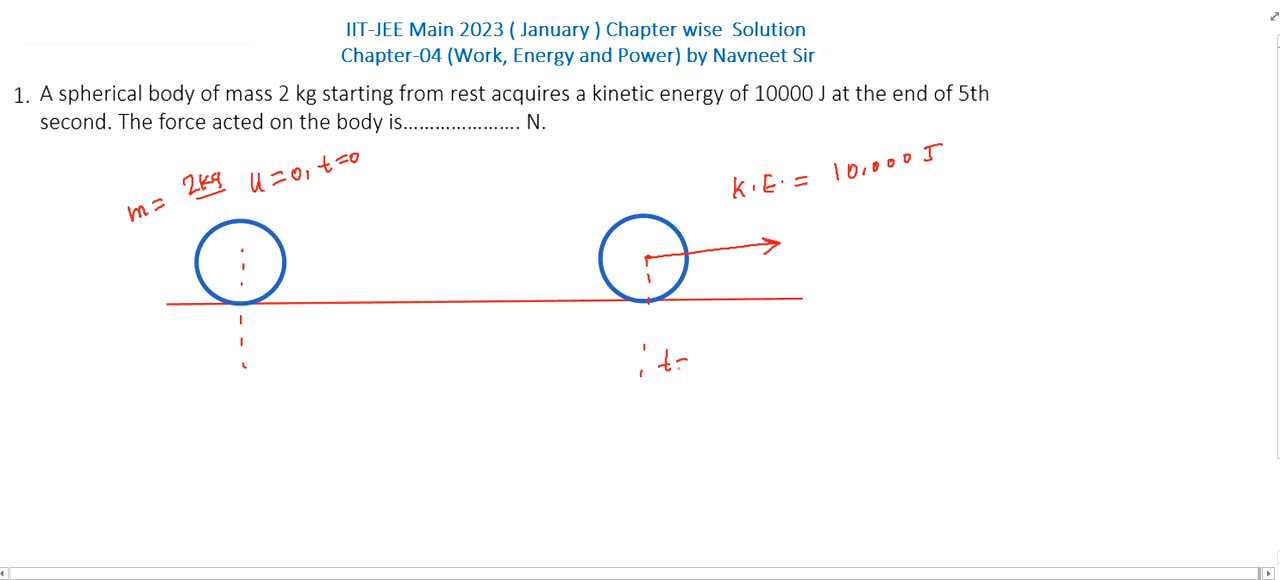 IIT-JEE Main 2023 ( January ) Chapter wise Solution
Chapter-04 (Work, Energy and Power) by Navneet Sir
1. A spherical body of mass 2 kg starting from rest acquires a kinetic energy of 10000 J at the end of 5th
second. The force acted on the body is..................... N.
m = 2kg u=0, t=0
K.E. = 10,000 J
t=